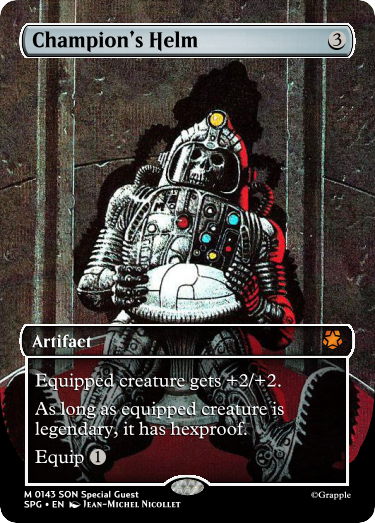 Champion's Helm 3
Artifact
Equipped creature gets +2/+2.
As long as equipped creature is
legendary, it has hexproof.
Equip 1
M 0143 SON Special Guest
SPG • EN Jean-Michel Nicollet
©Grapple